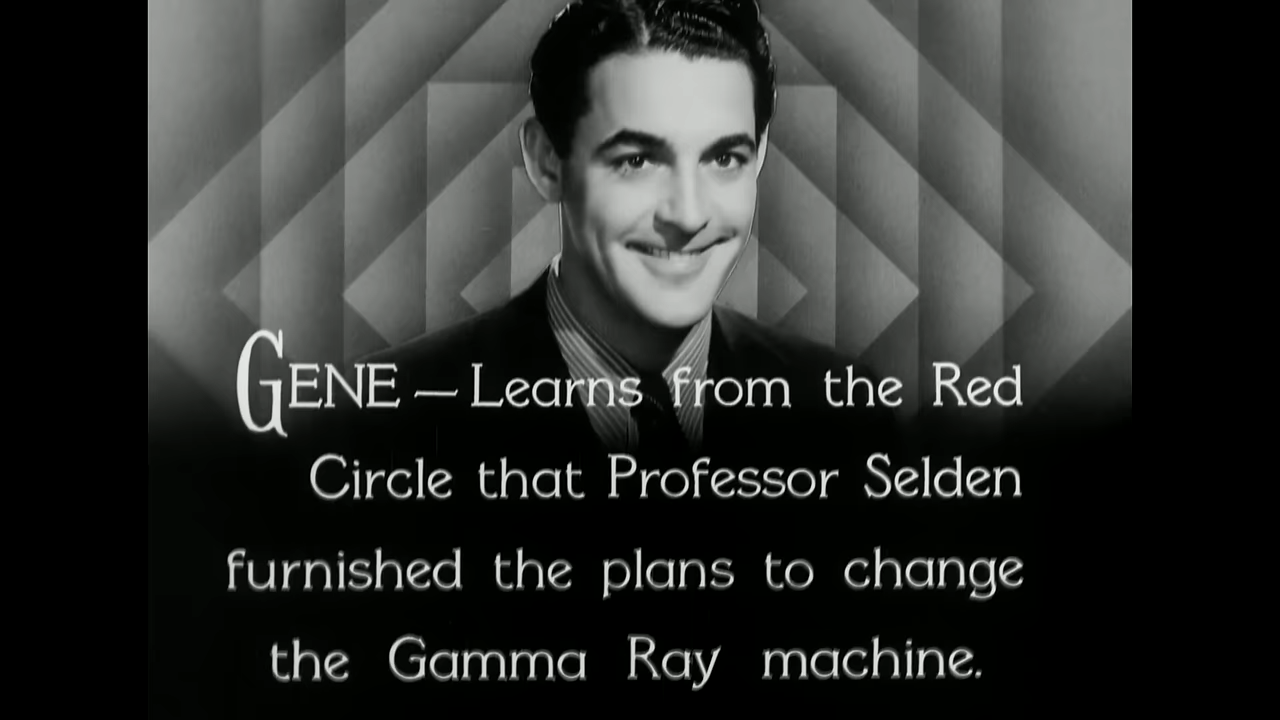 GENE — Learns from the Red
Circle that Professor Selden
furnished the plans to change
the Gamma Ray machine.